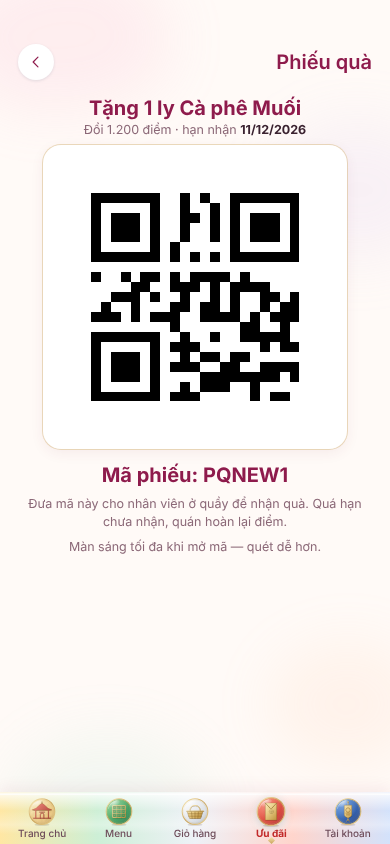 Phiếu quà
Tặng 1 ly Cà phê Muối
Đổi 1.200 điểm · hạn nhận 11/12/2026
Mã phiếu: PQNEW1
Đưa mã này cho nhân viên ở quầy để nhận quà. Quá hạn
chưa nhận, quán hoàn lại điểm.
Màn sáng tối đa khi mở mã — quét dễ hơn.
Trang chủ
Menu
Giỏ hàng
Ưu đãi
Tài khoản